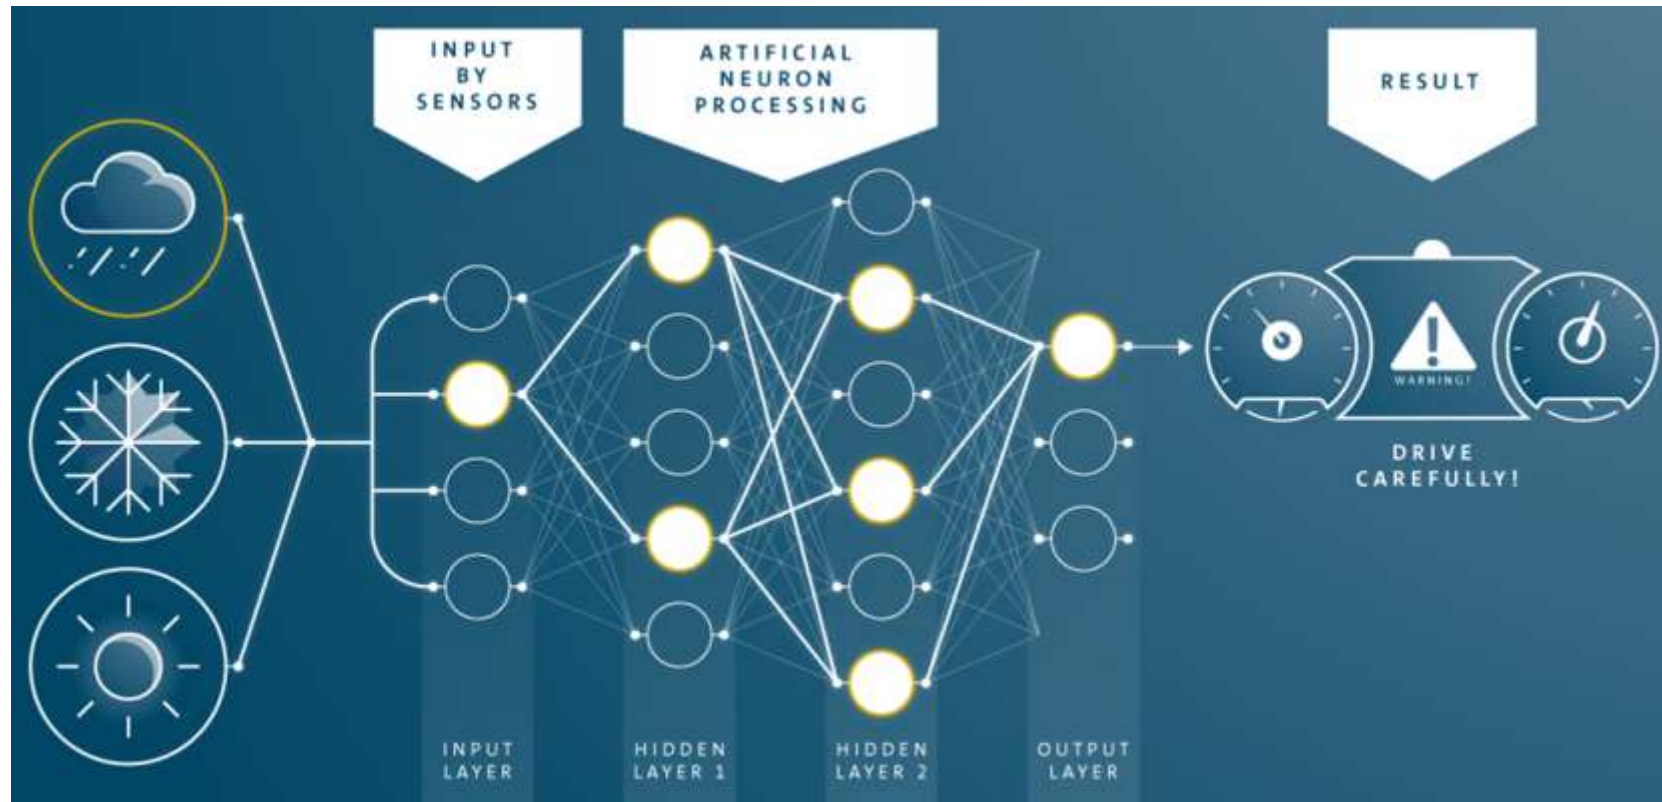 INPUT
BY
SENSORS
ARTIFICIAL
NEURON
PROCESSING
RESULT
WARNING!
DRIVE
CAREFULLY!
INPUT
LAYER
HIDDEN
LAYER 1
HIDDEN
LAYER 2
OUTPUT
LAYER